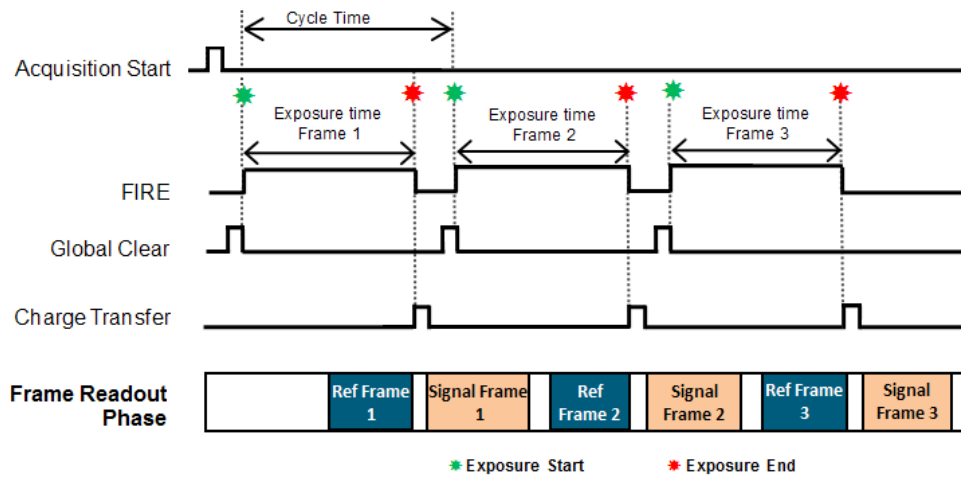 Cycle Time
Acquisition Start
Exposure time
Frame 1
Exposure time
Frame 2
Exposure time
Frame 3
FIRE
Global Clear
Charge Transfer
Frame Readout
Phase
Ref Frame
1
Signal Frame
1
Ref
Frame 2
Signal
Frame 2
Ref Frame
3
Signal
Frame 3
Exposure Start
Exposure End